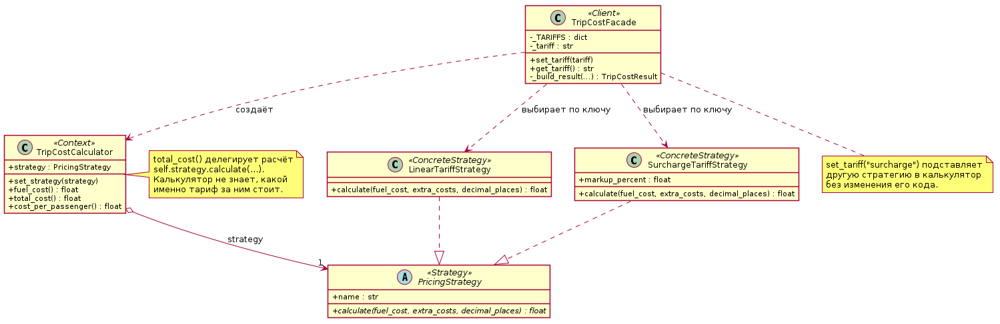 C
«Client»
TripCostFacade
-_TARIFFS : dict
-_tariff : str
+set_tariff(tariff)
+get_tariff() : str
-_build_result(...) : TripCostResult
создаёт
выбирает по ключу
выбирает по ключу
C
«Context»
TripCostCalculator
+strategy : PricingStrategy
+set_strategy(strategy)
+fuel_cost() : float
+total_cost() : float
+cost_per_passenger() : float
total_cost() делегирует расчёт
self.strategy.calculate(...).
Калькулятор не знает, какой
именно тариф за ним стоит.
C
«ConcreteStrategy»
LinearTariffStrategy
+calculate(fuel_cost, extra_costs, decimal_places) : float
C
«ConcreteStrategy»
SurchargeTariffStrategy
+markup_percent : float
+calculate(fuel_cost, extra_costs, decimal_places) : float
set_tariff("surcharge") подставляет
другую стратегию в калькулятор
без изменения его кода.
strategy
1
A
«Strategy»
PricingStrategy
+name : str
+calculate(fuel_cost, extra_costs, decimal_places) : float